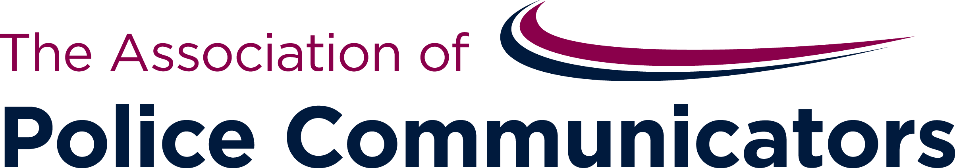 The Association of
Police Communicators